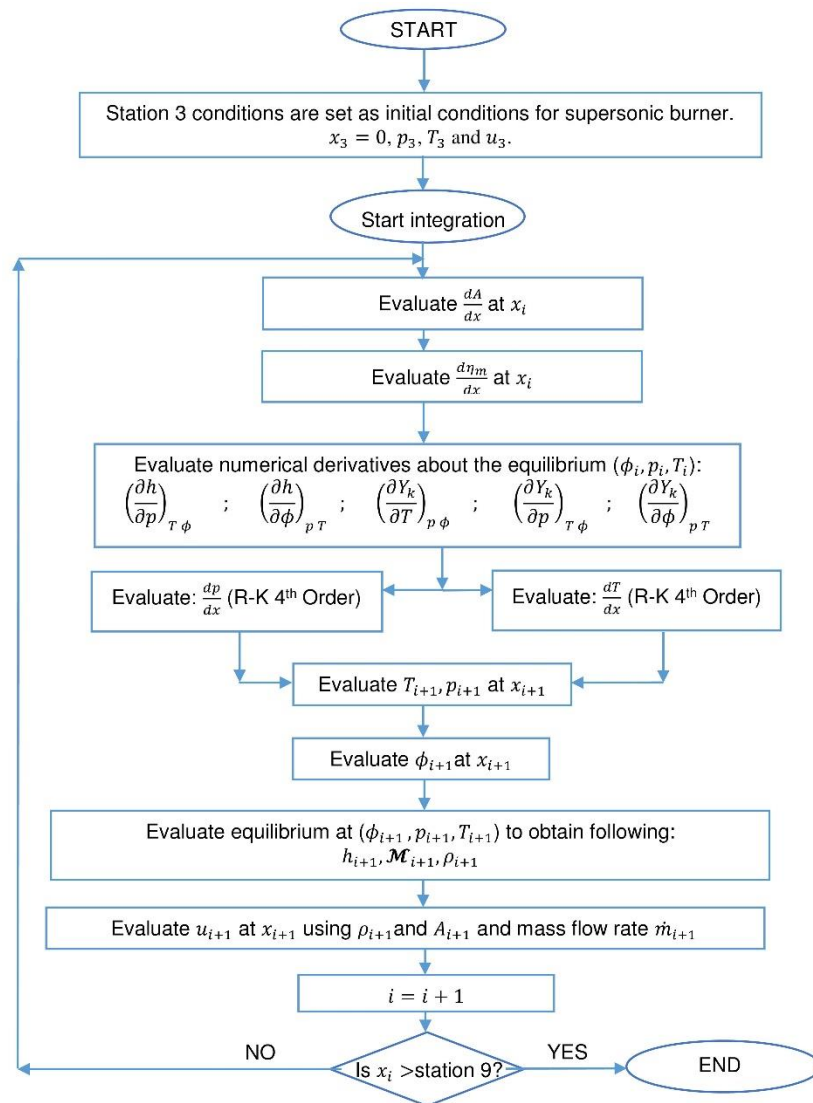 START
Station 3 conditions are set as initial conditions for supersonic burner.
x₃ = 0, p₃, T₃ and u₃.
Start integration
Evaluate dA/dx at xᵢ
Evaluate dηₘ/dx at xᵢ
Evaluate numerical derivatives about the equilibrium (ϕᵢ, pᵢ, Tᵢ):
(∂h/∂p)_{T ϕ} ; (∂h/∂ϕ)_{p T} ; (∂Yₖ/∂T)_{p ϕ} ; (∂Yₖ/∂p)_{T ϕ} ; (∂Yₖ/∂ϕ)_{p T}
Evaluate: dp/dx (R-K 4th Order)
Evaluate: dT/dx (R-K 4th Order)
Evaluate Tᵢ₊₁, pᵢ₊₁ at xᵢ₊₁
Evaluate ϕᵢ₊₁ at xᵢ₊₁
Evaluate equilibrium at (ϕᵢ₊₁, pᵢ₊₁, Tᵢ₊₁) to obtain following:
hᵢ₊₁, 𝓜ᵢ₊₁, ρᵢ₊₁
Evaluate uᵢ₊₁ at xᵢ₊₁ using ρᵢ₊₁ and Aᵢ₊₁ and mass flow rate ṁᵢ₊₁
i = i + 1
NO
Is xᵢ >station 9?
YES
END